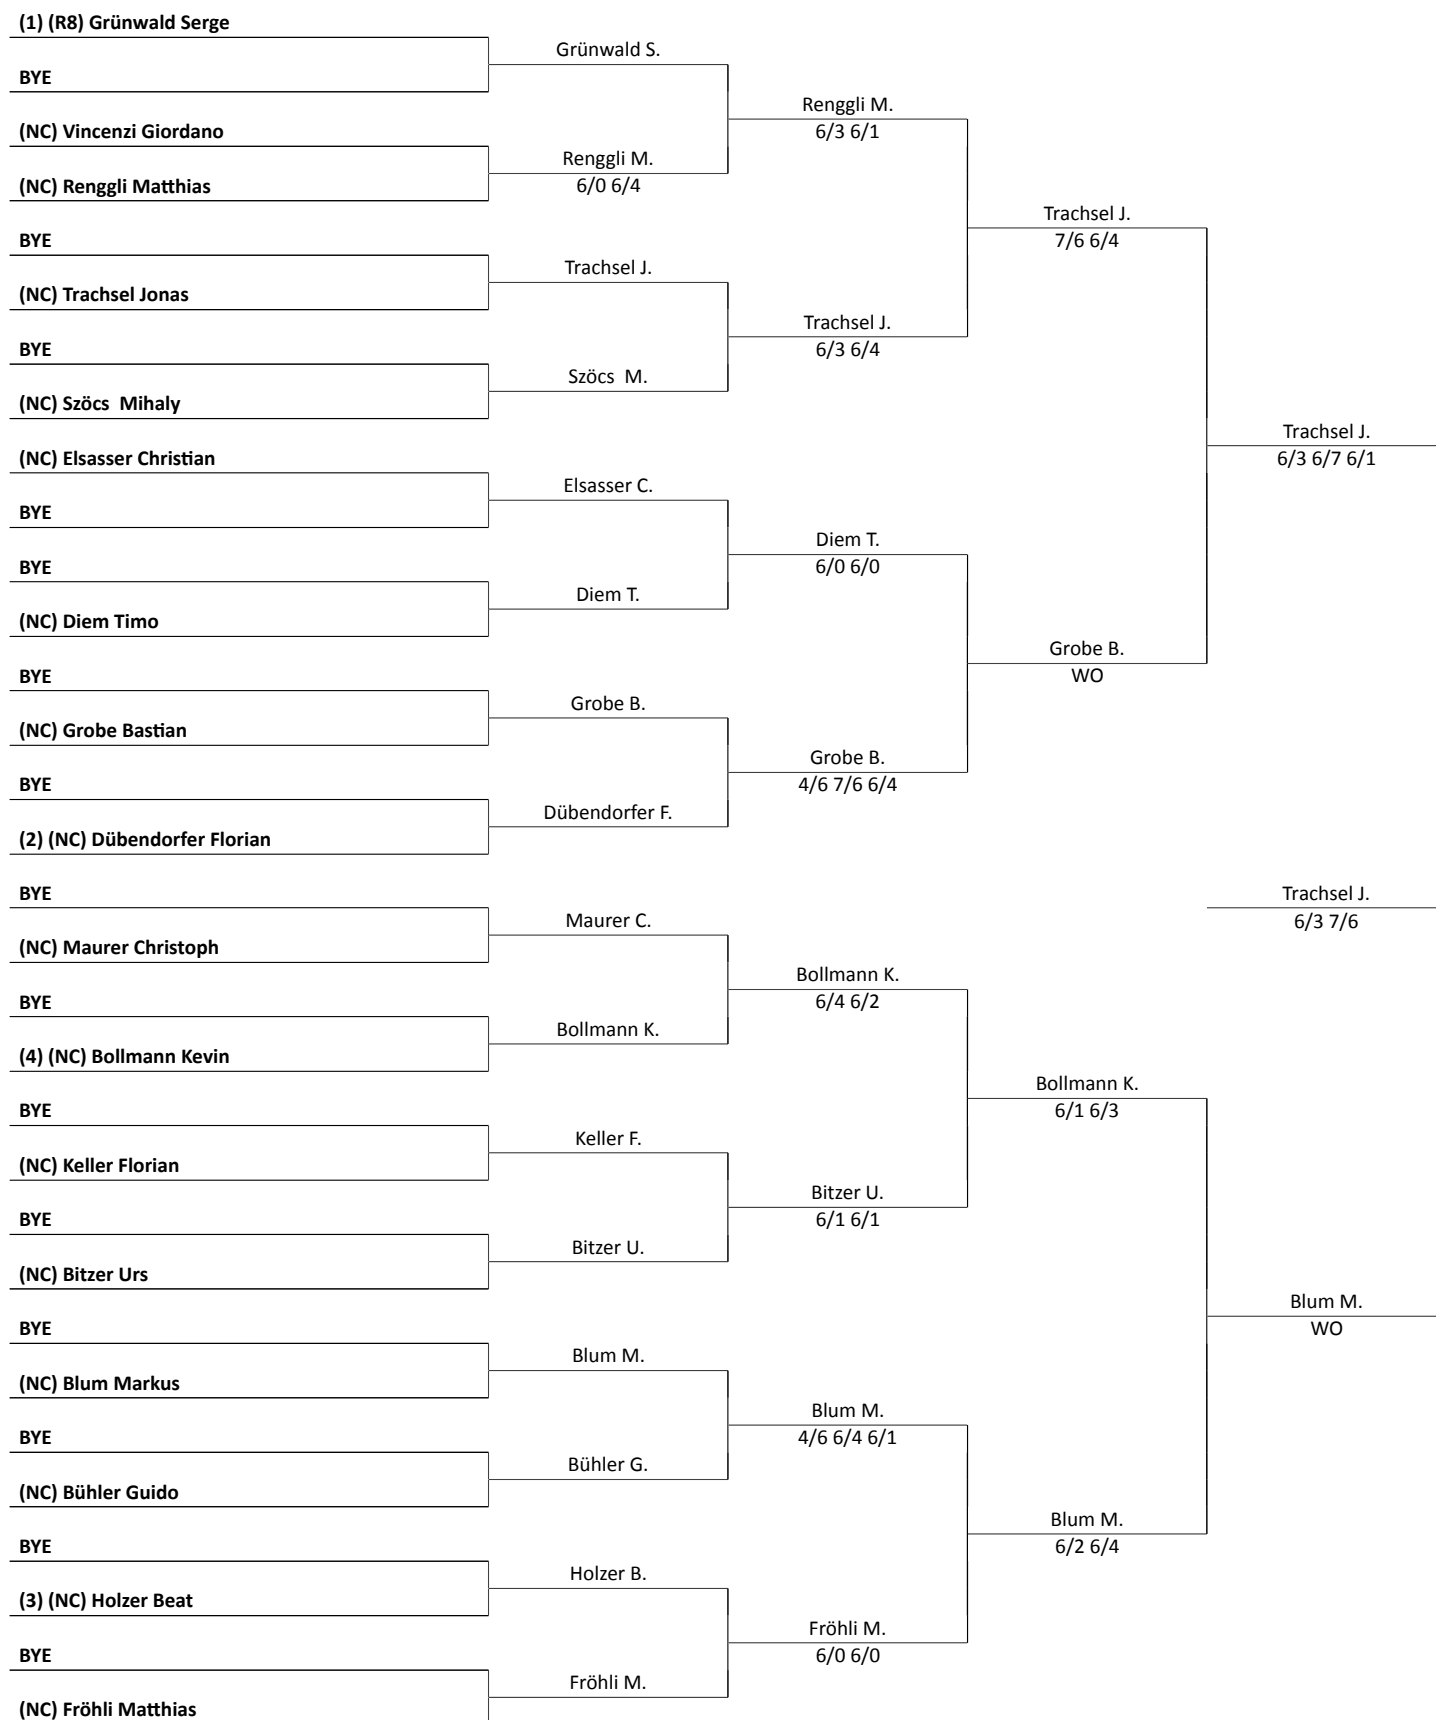 (1) (R8) Grünwald Serge
BYE
(NC) Vincenzi Giordano
(NC) Renggli Matthias
BYE
(NC) Trachsel Jonas
BYE
(NC) Szöcs  Mihaly
(NC) Elsasser Christian
BYE
BYE
(NC) Diem Timo
BYE
(NC) Grobe Bastian
BYE
(2) (NC) Dübendorfer Florian
BYE
(NC) Maurer Christoph
BYE
(4) (NC) Bollmann Kevin
BYE
(NC) Keller Florian
BYE
(NC) Bitzer Urs
BYE
(NC) Blum Markus
BYE
(NC) Bühler Guido
BYE
(3) (NC) Holzer Beat
BYE
(NC) Fröhli Matthias
Grünwald S.
Renggli M.
6/0 6/4
Trachsel J.
Szöcs  M.
Elsasser C.
Diem T.
Grobe B.
Dübendorfer F.
Maurer C.
Bollmann K.
Keller F.
Bitzer U.
Blum M.
Bühler G.
Holzer B.
Fröhli M.
Renggli M.
6/3 6/1
Trachsel J.
6/3 6/4
Diem T.
6/0 6/0
Grobe B.
4/6 7/6 6/4
Bollmann K.
6/4 6/2
Bitzer U.
6/1 6/1
Blum M.
4/6 6/4 6/1
Fröhli M.
6/0 6/0
Trachsel J.
7/6 6/4
Grobe B.
WO
Bollmann K.
6/1 6/3
Blum M.
6/2 6/4
Trachsel J.
6/3 6/7 6/1
Trachsel J.
6/3 7/6
Blum M.
WO